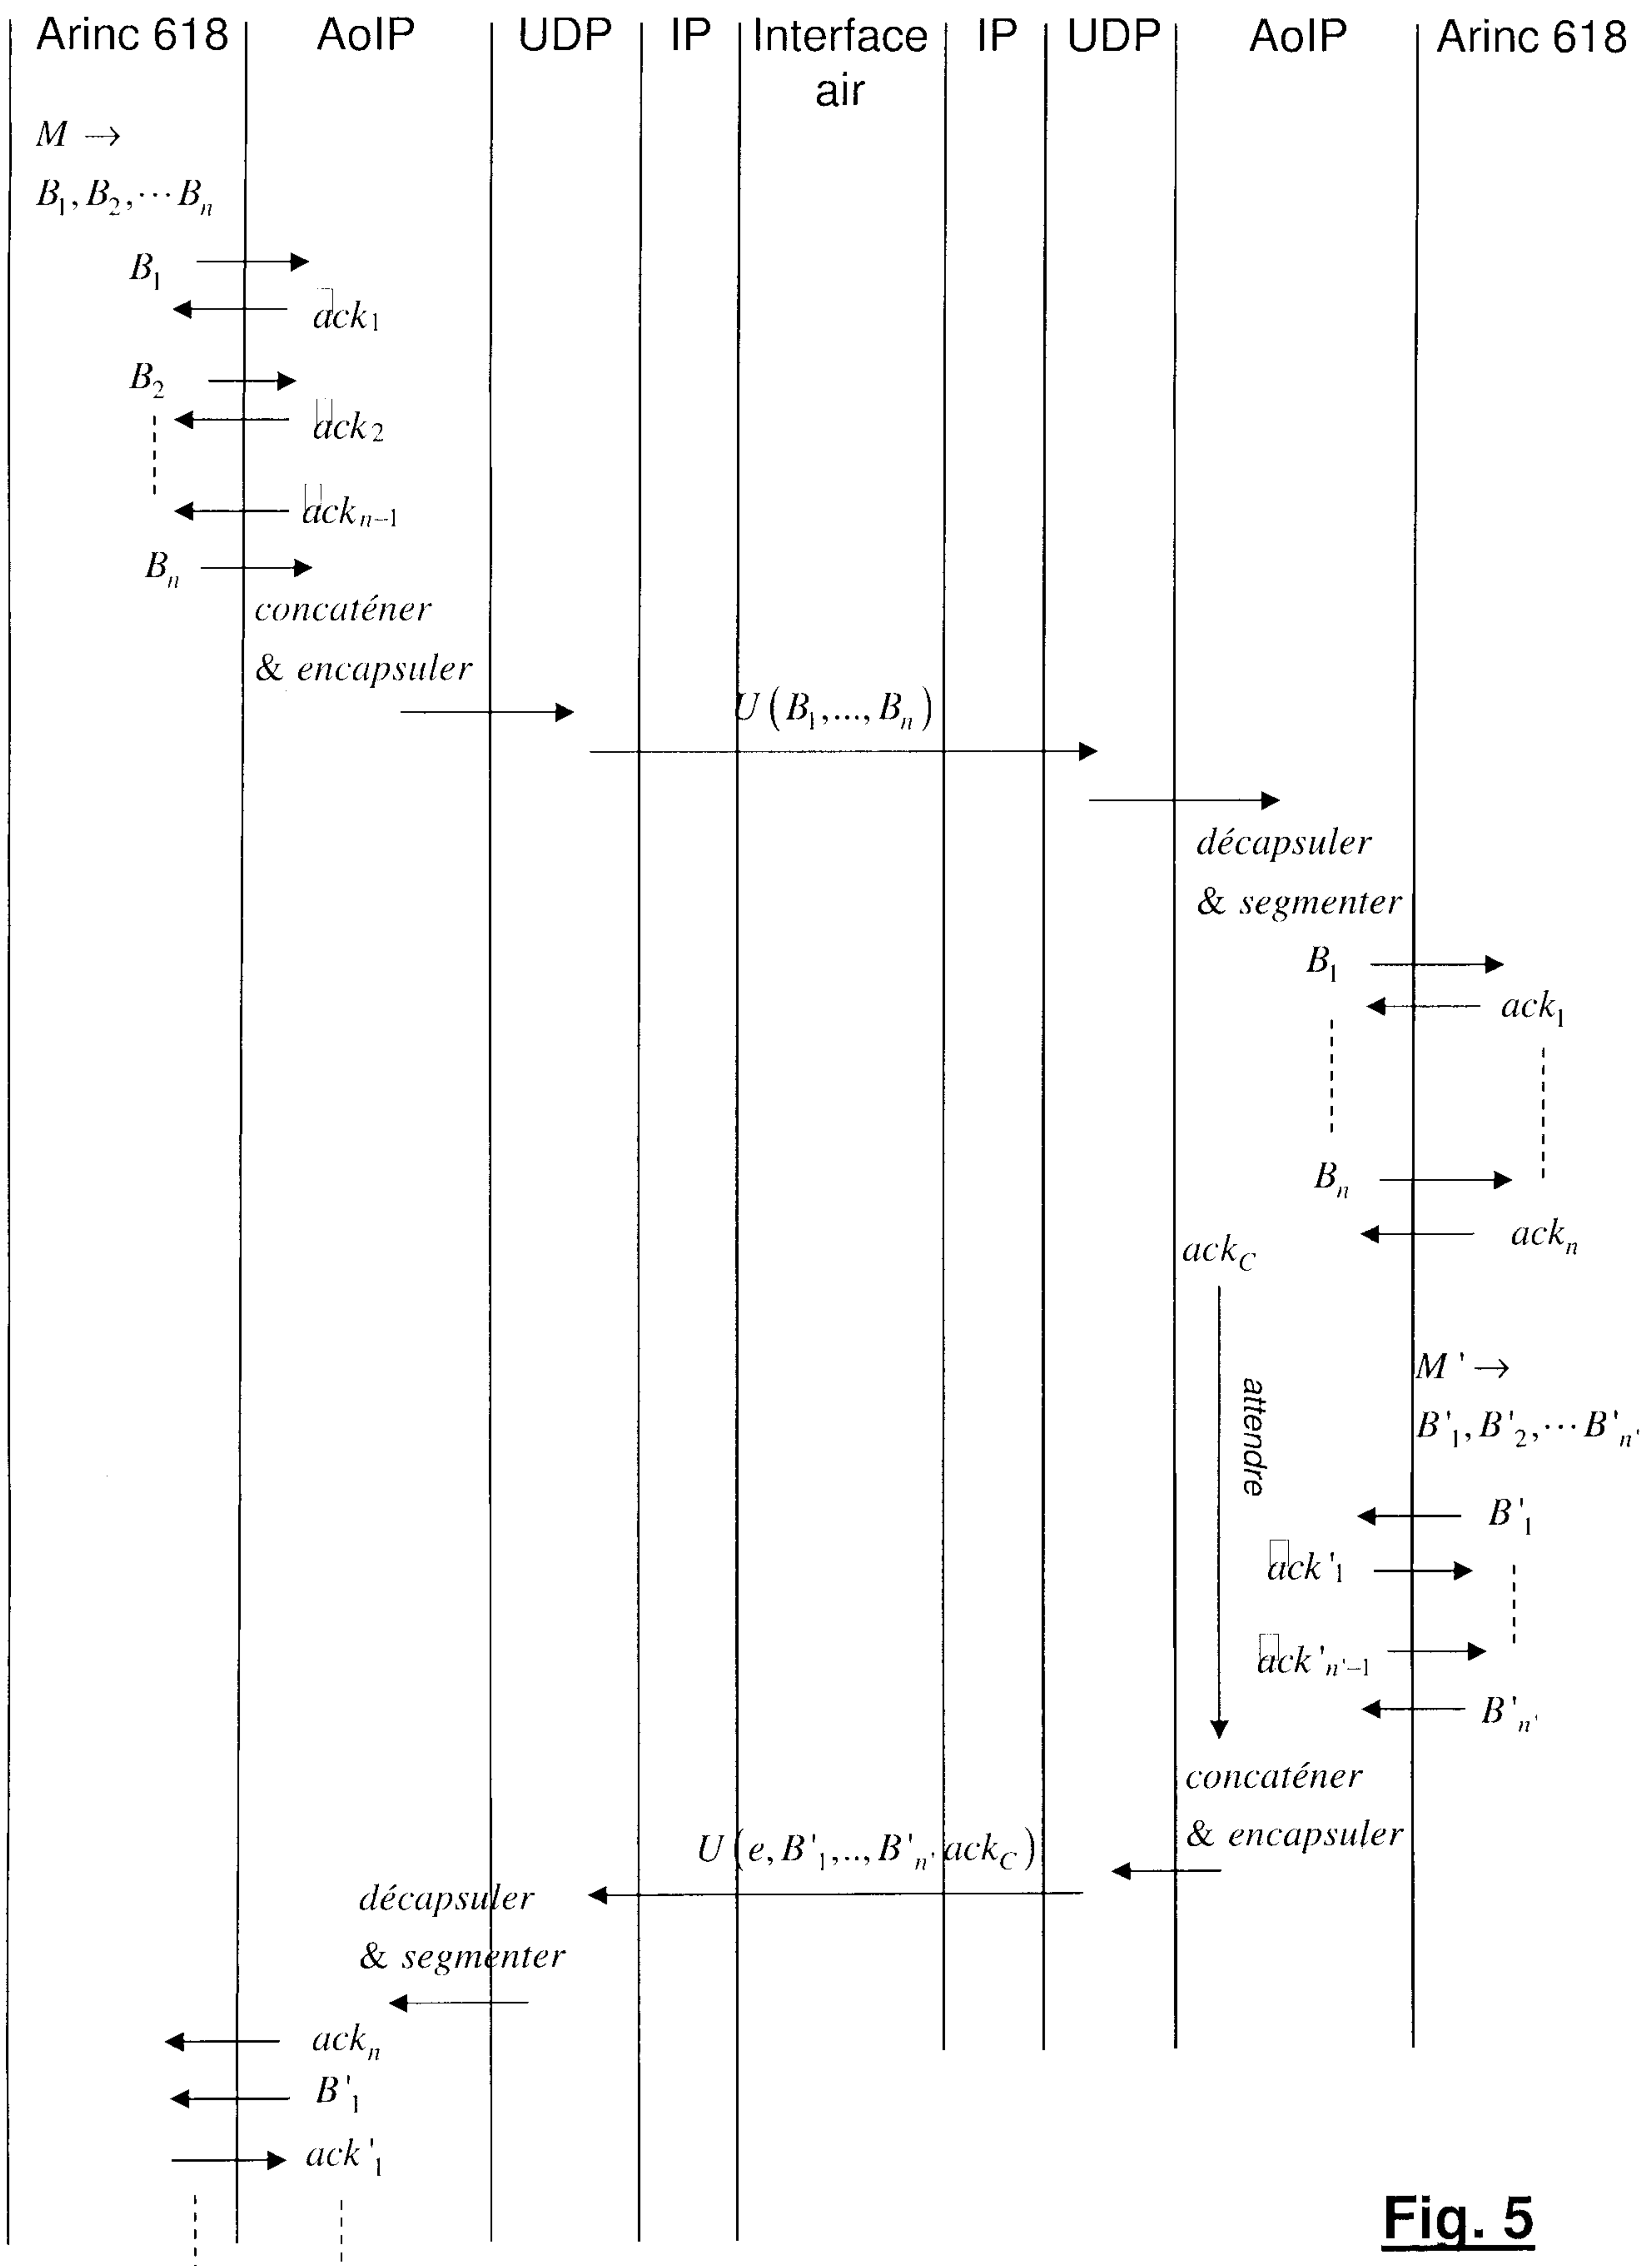 Arinc 618 AoIP UDP IP Interface air IP UDP AoIP Arinc 618
M →
B₁, B₂, ⋯ Bₙ
B₁
ack₁
B₂
ack₂
ackₙ₋₁
Bₙ
concaténer
& encapsuler
U(B₁,..., Bₙ)
décapsuler
& segmenter
B₁
ack₁
Bₙ
ackₙ
ack_C
attendre
M' →
B'₁, B'₂, ⋯ B'ₙ'
B'₁
ack'₁
ack'ₙ'₋₁
B'ₙ'
concaténer
& encapsuler
U(e, B'₁,.., B'ₙ' ack_C)
décapsuler
& segmenter
ackₙ
B'₁
ack'₁
Fig. 5